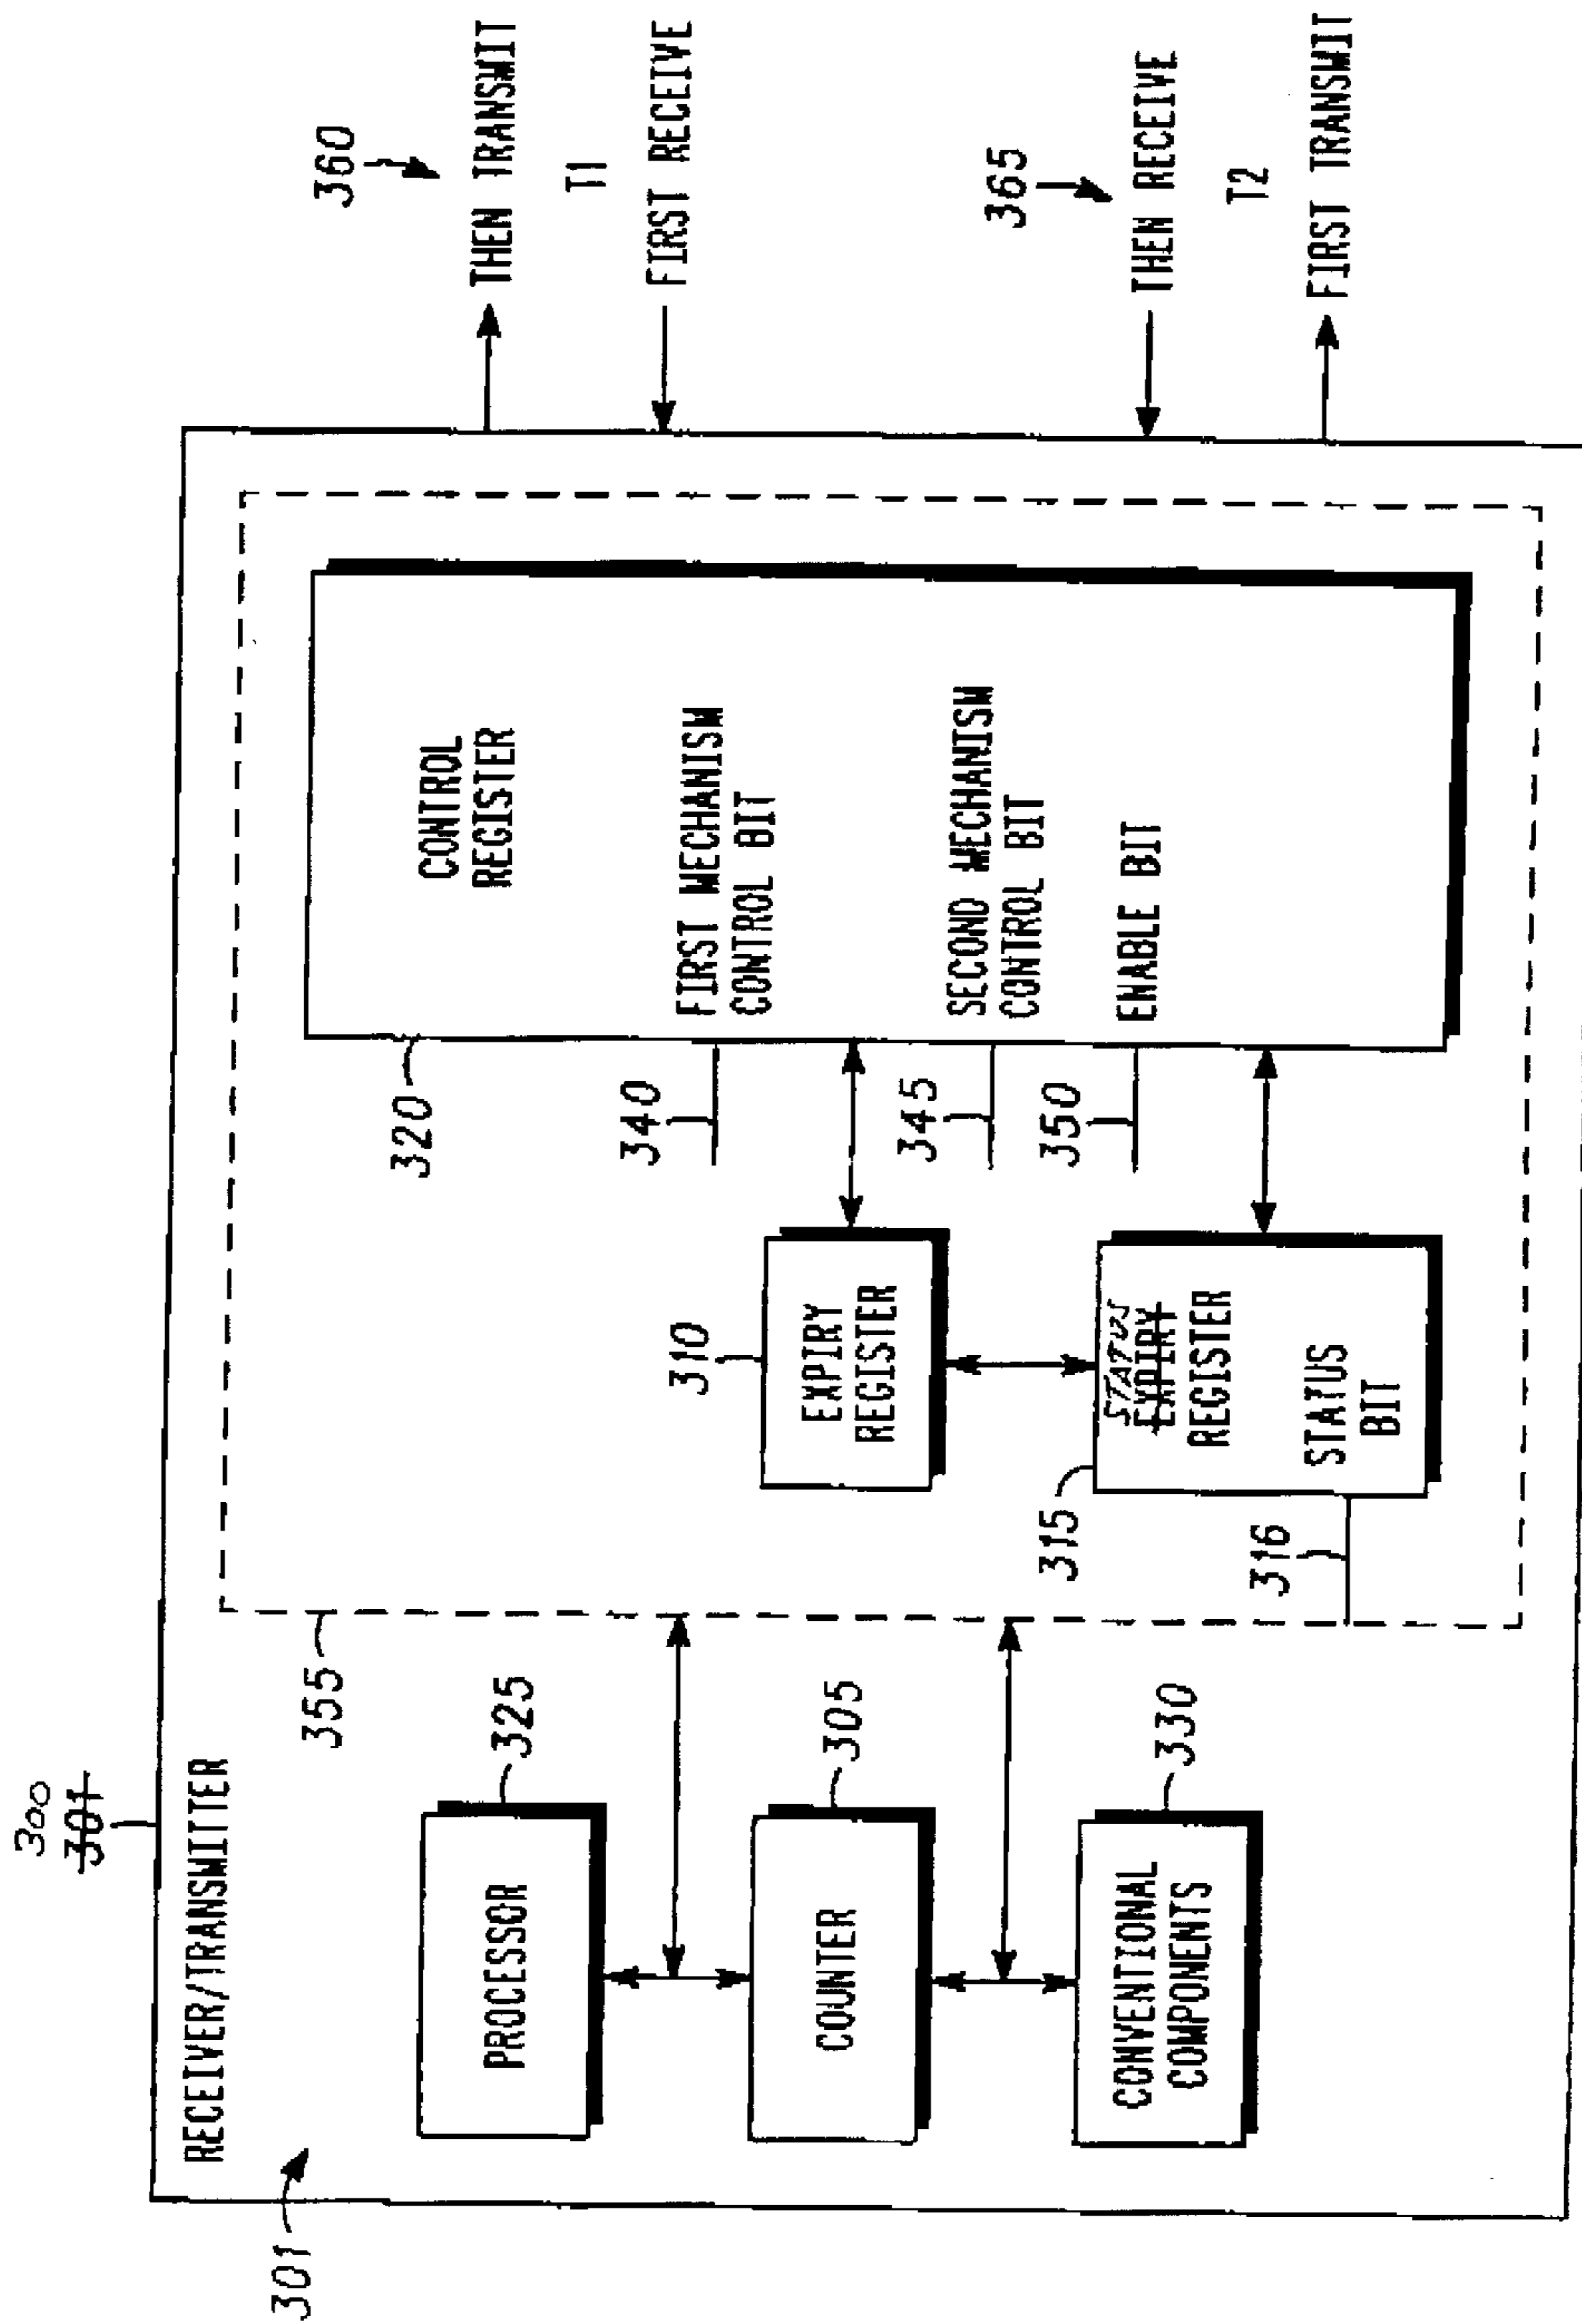 300
301
RECEIVER/TRANSMITTER
301
355
PROCESSOR
325
COUNTER
305
CONVENTIONAL
COMPONENTS
330
310
EXPIRY
REGISTER
315
STATUS
EXPIRY
REGISTER
STATUS
BIT
316
320
CONTROL
REGISTER
340
FIRST MECHANISM
CONTROL BIT
345
SECOND MECHANISM
CONTROL BIT
350
ENABLE BIT
360
THEN TRANSMIT
T1
FIRST RECEIVE
365
THEN RECEIVE
T2
FIRST TRANSMIT